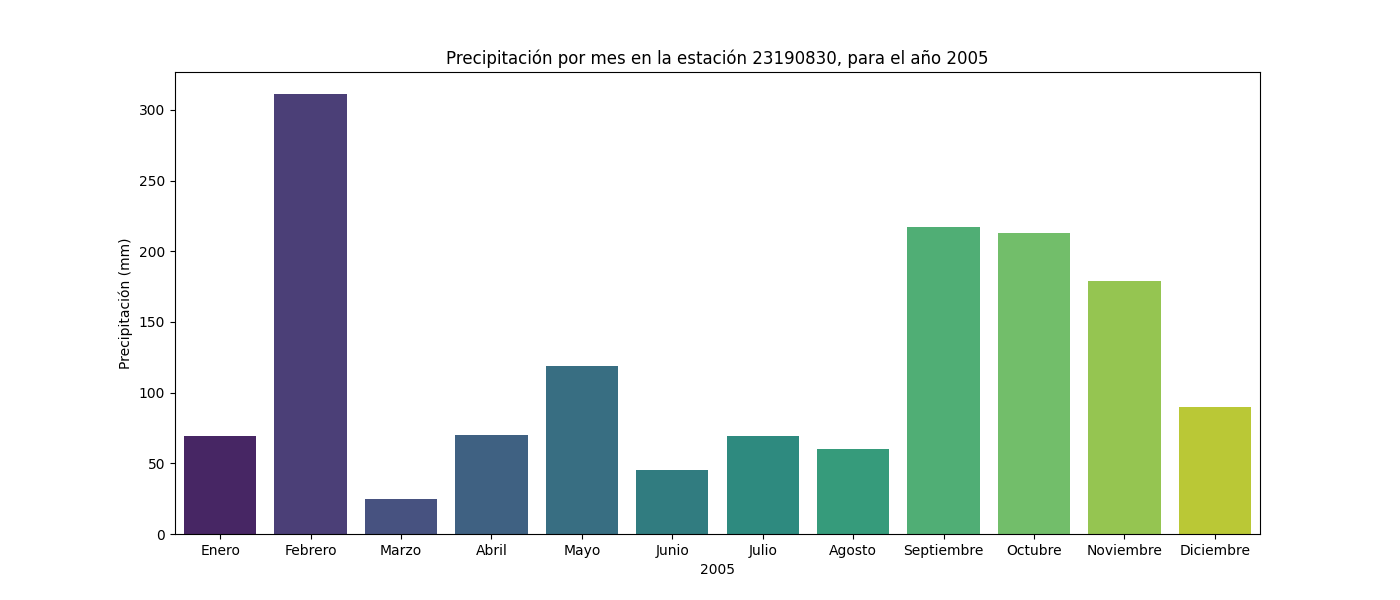 Precipitación por mes en la estación 23190830, para el año 2005
Precipitación (mm)
300
250
200
150
100
50
0
Enero Febrero Marzo Abril Mayo Junio Julio Agosto Septiembre Octubre Noviembre Diciembre
2005